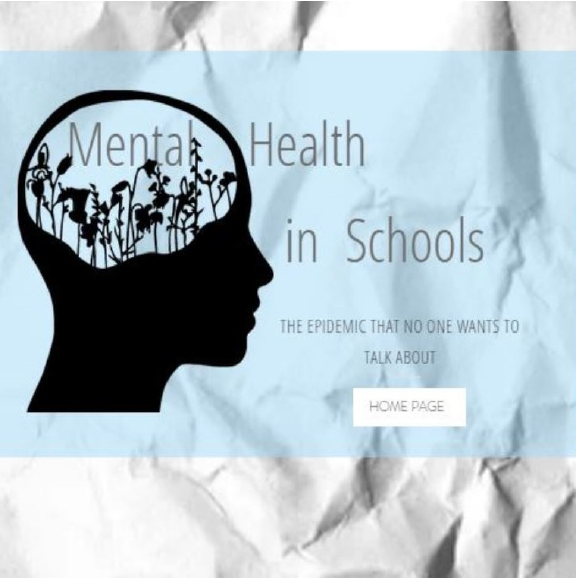 Mental Health
in Schools
THE EPIDEMIC THAT NO ONE WANTS TO
TALK ABOUT
HOME PAGE